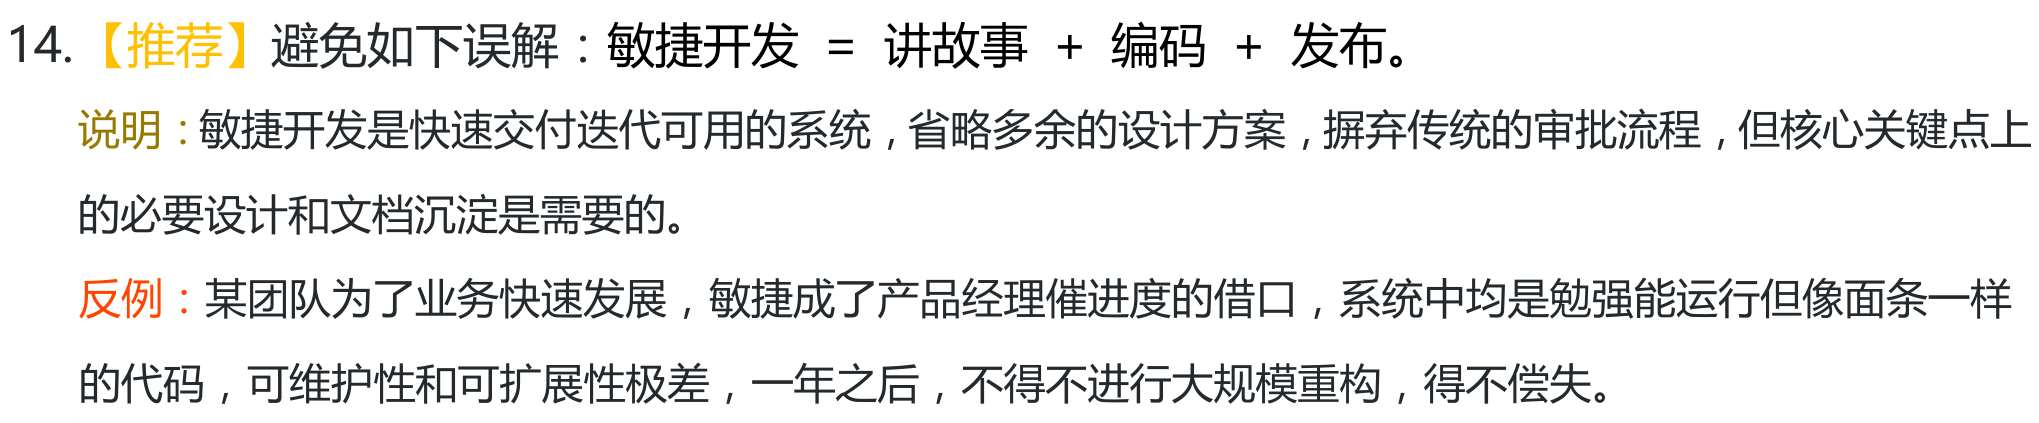 14.【推荐】避免如下误解：敏捷开发 = 讲故事 + 编码 + 发布。
说明：敏捷开发是快速交付迭代可用的系统，省略多余的设计方案，摒弃传统的审批流程，但核心关键点上
的必要设计和文档沉淀是需要的。
反例：某团队为了业务快速发展，敏捷成了产品经理催进度的借口，系统中均是勉强能运行但像面条一样
的代码，可维护性和可扩展性极差，一年之后，不得不进行大规模重构，得不偿失。